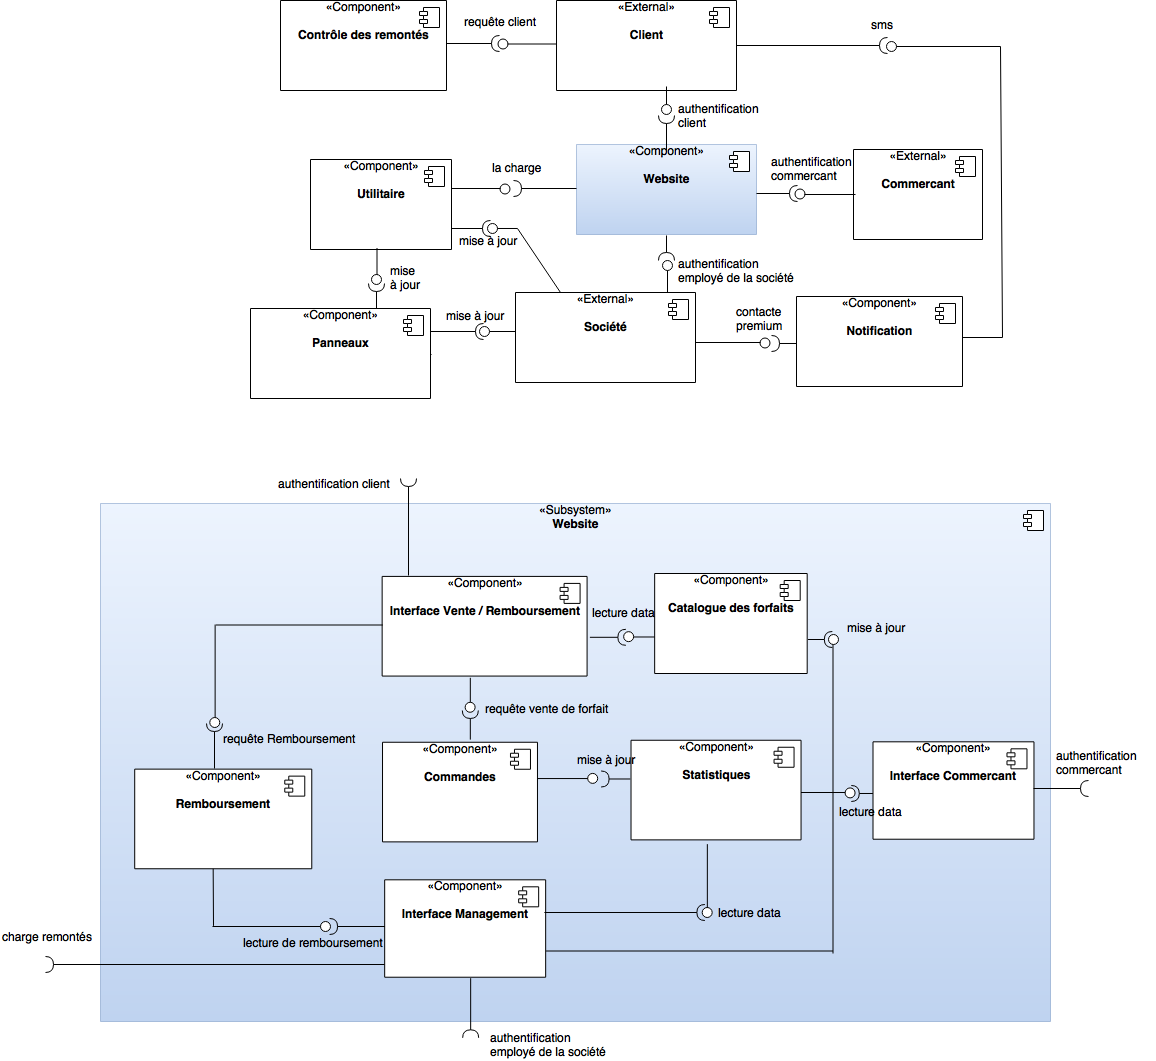 «Component»
Contrôle des remontés
requête client
«External»
Client
sms
authentification
client
«Component»
Utilitaire
la charge
«Component»
Website
authentification
commercant
«External»
Commercant
mise à jour
mise
à jour
authentification
employé de la société
«Component»
Panneaux
mise à jour
«External»
Société
contacte
premium
«Component»
Notification
authentification client
«Subsystem»
Website
«Component»
Interface Vente / Remboursement
lecture data
«Component»
Catalogue des forfaits
mise à jour
requête vente de forfait
requête Remboursement
«Component»
Remboursement
«Component»
Commandes
mise à jour
«Component»
Statistiques
lecture data
«Component»
Interface Commercant
authentification
commercant
«Component»
Interface Management
lecture data
lecture de remboursement
charge remontés
authentification
employé de la société